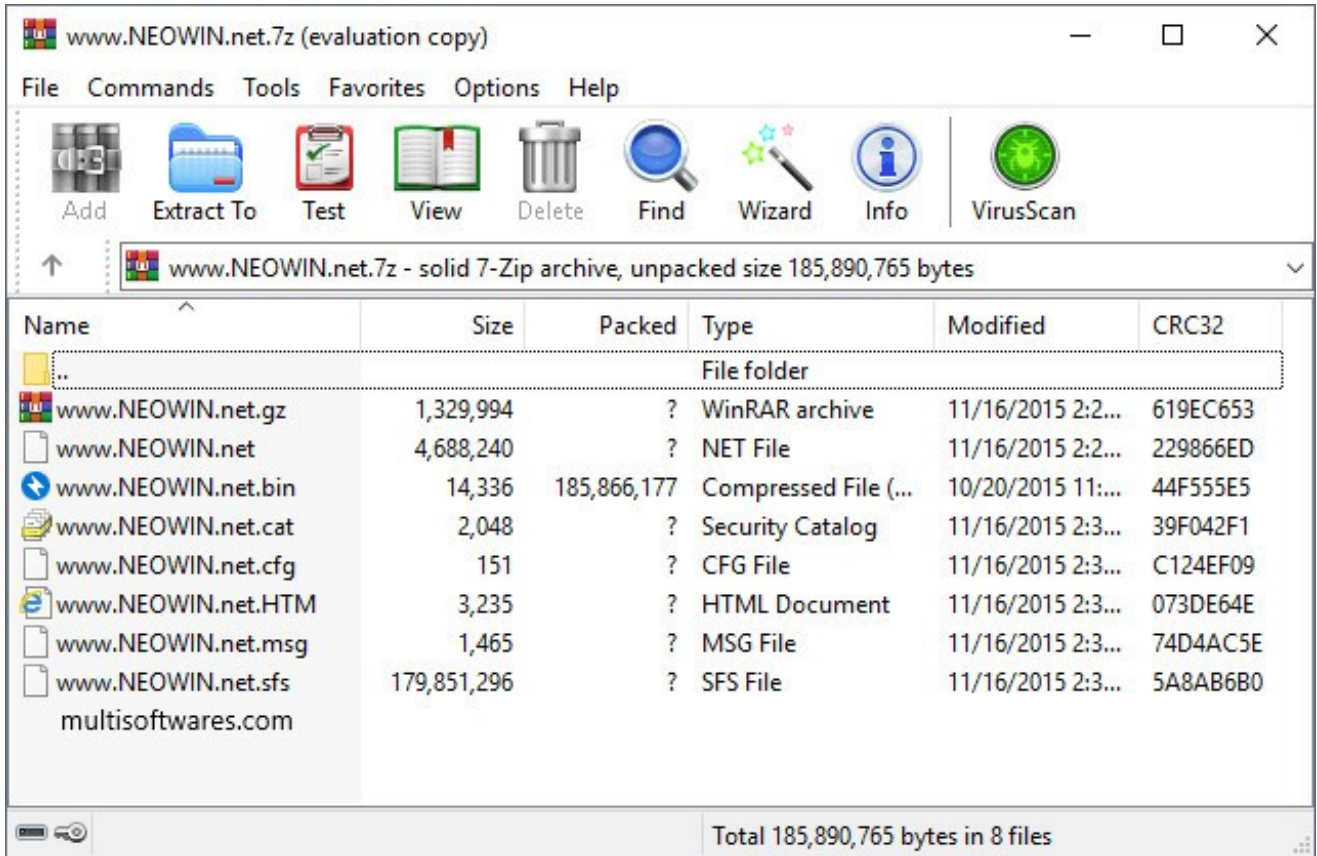 www.NEOWIN.net.7z (evaluation copy)
File Commands Tools Favorites Options Help
Add Extract To Test View Delete Find Wizard Info VirusScan
www.NEOWIN.net.7z - solid 7-Zip archive, unpacked size 185,890,765 bytes
Name Size Packed Type Modified CRC32
.. File folder
www.NEOWIN.net.gz 1,329,994 ? WinRAR archive 11/16/2015 2:2... 619EC653
www.NEOWIN.net 4,688,240 ? NET File 11/16/2015 2:2... 229866ED
www.NEOWIN.net.bin 14,336 185,866,177 Compressed File (... 10/20/2015 11:... 44F555E5
www.NEOWIN.net.cat 2,048 ? Security Catalog 11/16/2015 2:3... 39F042F1
www.NEOWIN.net.cfg 151 ? CFG File 11/16/2015 2:3... C124EF09
www.NEOWIN.net.HTM 3,235 ? HTML Document 11/16/2015 2:3... 073DE64E
www.NEOWIN.net.msg 1,465 ? MSG File 11/16/2015 2:3... 74D4AC5E
www.NEOWIN.net.sfs 179,851,296 ? SFS File 11/16/2015 2:3... 5A8AB6B0
multisoftwares.com
Total 185,890,765 bytes in 8 files